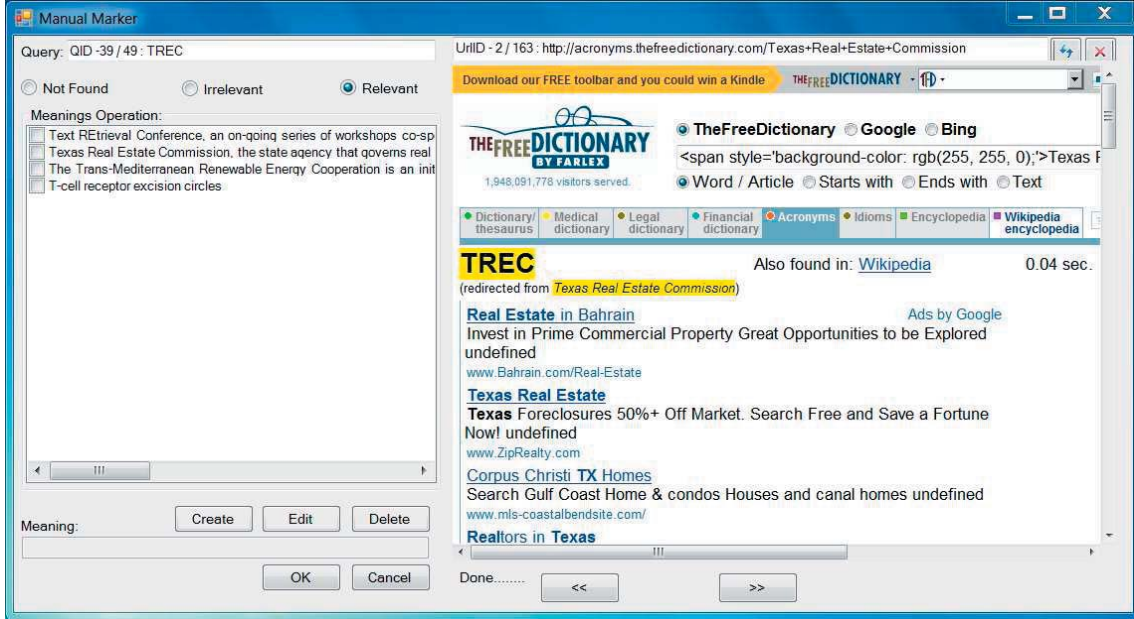 Manual Marker
Query: QID -39 / 49 : TREC
Not Found Irrelevant Relevant
Meanings Operation:
Text REtrieval Conference, an on-going series of workshops co-sp
Texas Real Estate Commission, the state agency that governs real
The Trans-Mediterranean Renewable Energy Cooperation is an init
T-cell receptor excision circles
Meaning:
Create Edit Delete
OK Cancel
UrlID - 2 / 163 : http://acronyms.thefreedictionary.com/Texas+Real+Estate+Commission
Download our FREE toolbar and you could win a Kindle THEFREEDICTIONARY - TFD -
THEFREEDICTIONARY
BY FARLEX
1,948,091,778 visitors served.
TheFreeDictionary Google Bing
<span style='background-color: rgb(255, 255, 0);'>Texas
Word / Article Starts with Ends with Text
Dictionary/ thesaurus Medical dictionary Legal dictionary Financial dictionary Acronyms Idioms Encyclopedia Wikipedia encyclopedia
TREC Also found in: Wikipedia 0.04 sec.
(redirected from Texas Real Estate Commission)
Real Estate in Bahrain Ads by Google
Invest in Prime Commercial Property Great Opportunities to be Explored
undefined
www.Bahrain.com/Real-Estate
Texas Real Estate
Texas Foreclosures 50%+ Off Market. Search Free and Save a Fortune
Now! undefined
www.ZipRealty.com
Corpus Christi TX Homes
Search Gulf Coast Home & condos Houses and canal homes undefined
www.mls-coastalbendsite.com/
Realtors in Texas
Done........ << >>